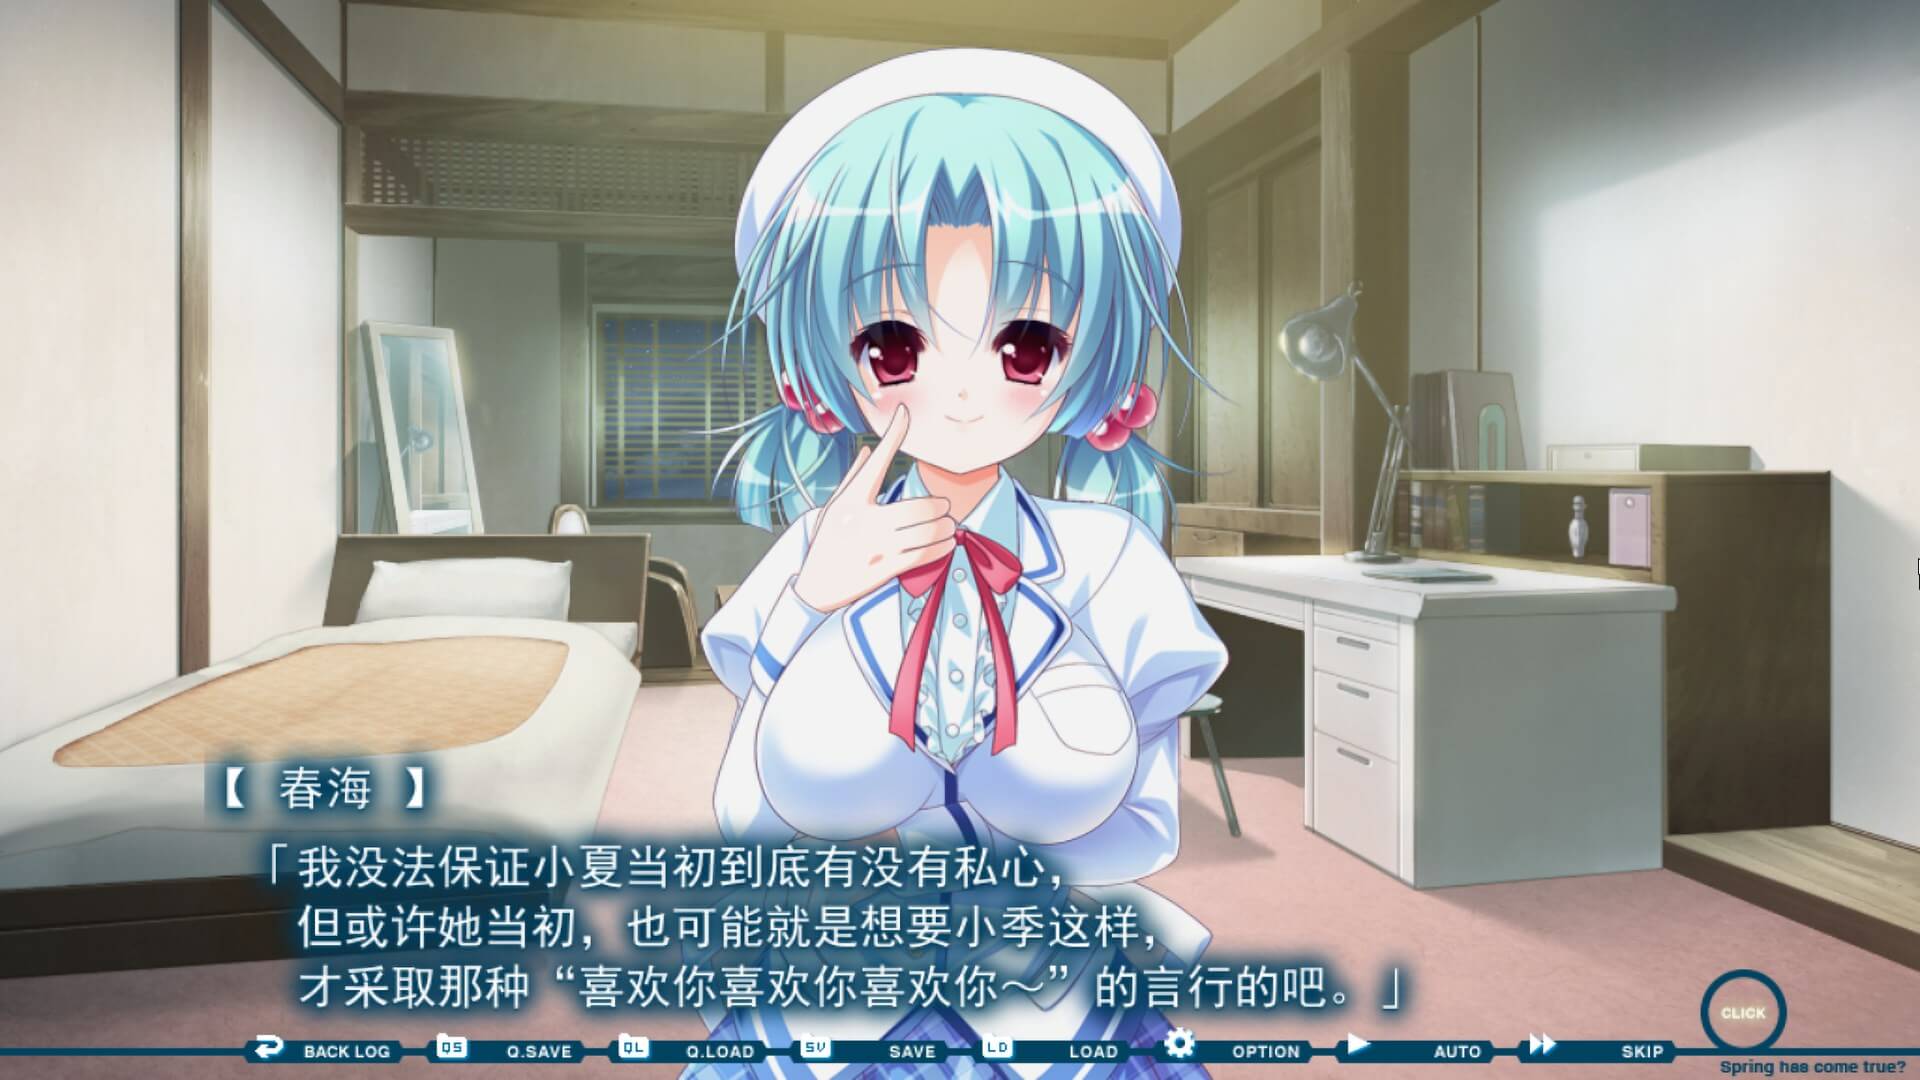 【 春海 】
「我没法保证小夏当初到底有没有私心，
但或许她当初，也可能就是想要小季这样，
才采取那种“喜欢你喜欢你喜欢你～”的言行的吧。」
CLICK
BACK LOG QS Q.SAVE QL Q.LOAD SV SAVE LD LOAD OPTION AUTO SKIP
Spring has come true?